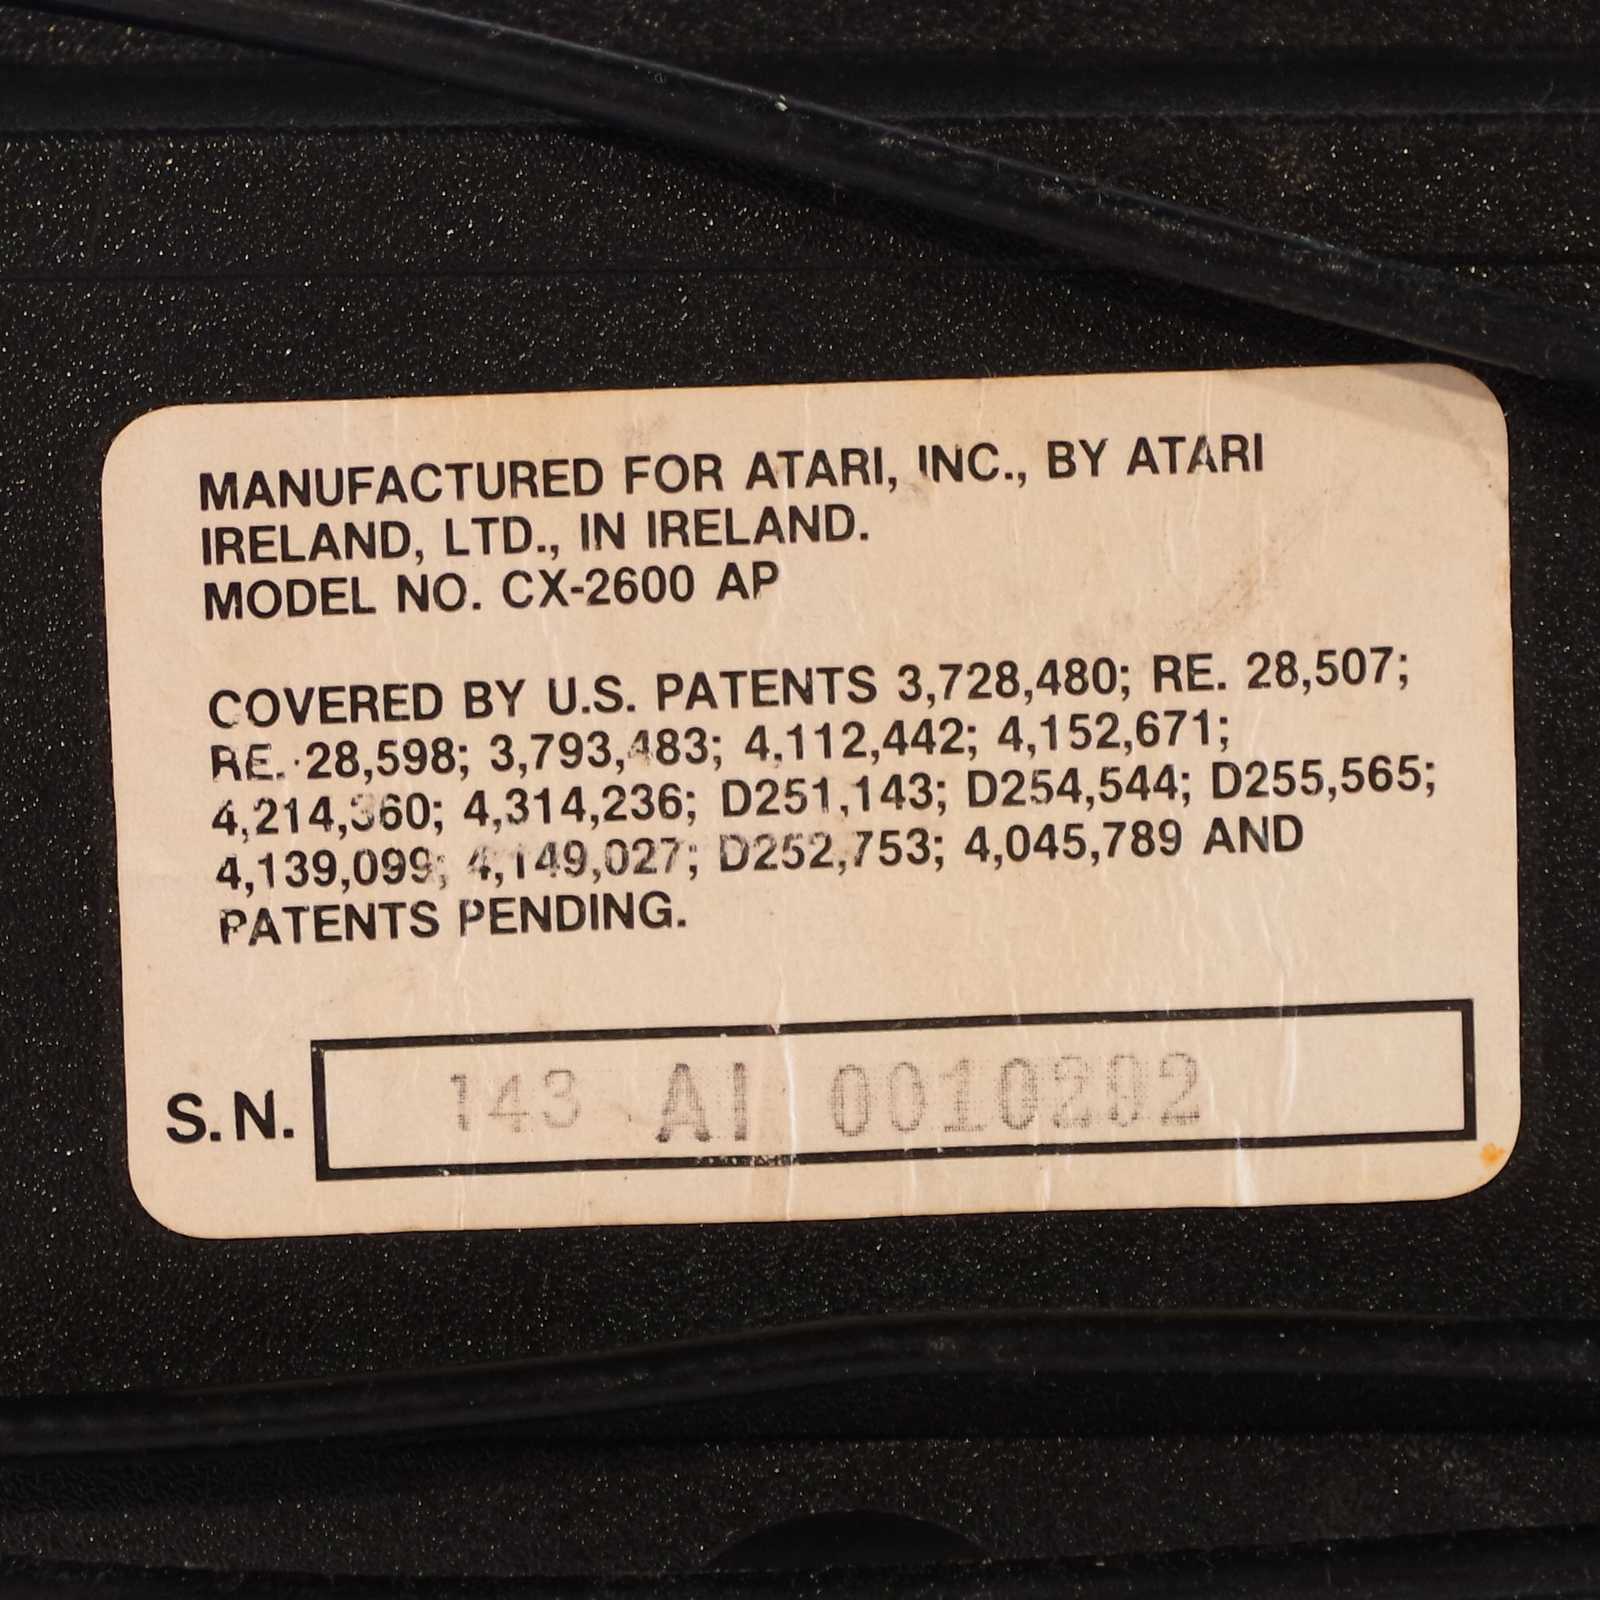 MANUFACTURED FOR ATARI, INC., BY ATARI
IRELAND, LTD., IN IRELAND.
MODEL NO. CX-2600 AP
COVERED BY U.S. PATENTS 3,728,480; RE. 28,507;
RE. 28,598; 3,793,483; 4,112,442; 4,152,671;
4,214,360; 4,314,236; D251,143; D254,544; D255,565;
4,139,099; 4,149,027; D252,753; 4,045,789 AND
PATENTS PENDING.
S.N. 143 AI 0010292